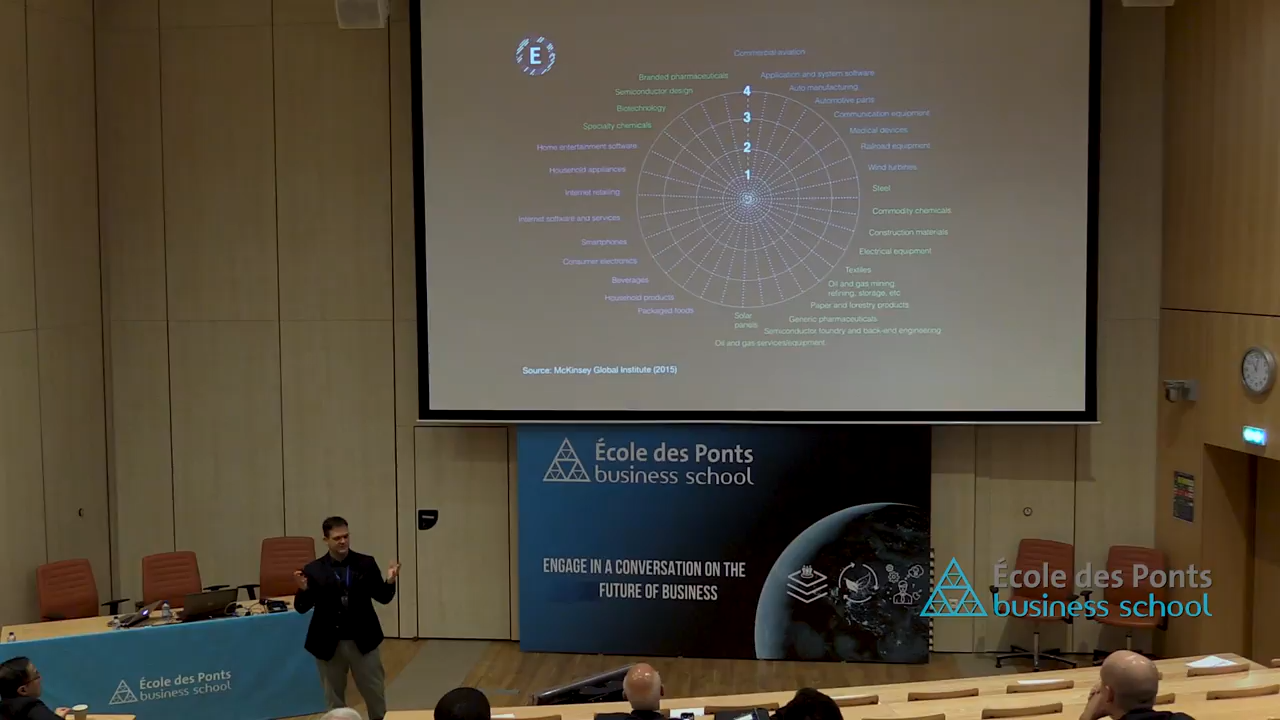 E
Commercial aviation
Branded pharmaceuticals
Application and system software
Semiconductor design
Auto manufacturing
4
Biotechnology
Automotive parts
3
Communication equipment
Specialty chemicals
Medical devices
Home entertainment software
2
Railroad equipment
Household appliances
1
Wind turbines
Internet retailing
Steel
Commodity chemicals
Internet software and services
Construction materials
Smartphones
Electrical equipment
Consumer electronics
Textiles
Beverages
Oil and gas mining
refining, storage, etc
Household products
Paper and forestry products
Packaged foods
Solar
panels
Generic pharmaceuticals
Semiconductor foundry and back-end engineering
Oil and gas services/equipment
Source: McKinsey Global Institute (2015)
École des Ponts
business school
ENGAGE IN A CONVERSATION ON THE
FUTURE OF BUSINESS
École des Ponts
business school
École des Ponts
business school